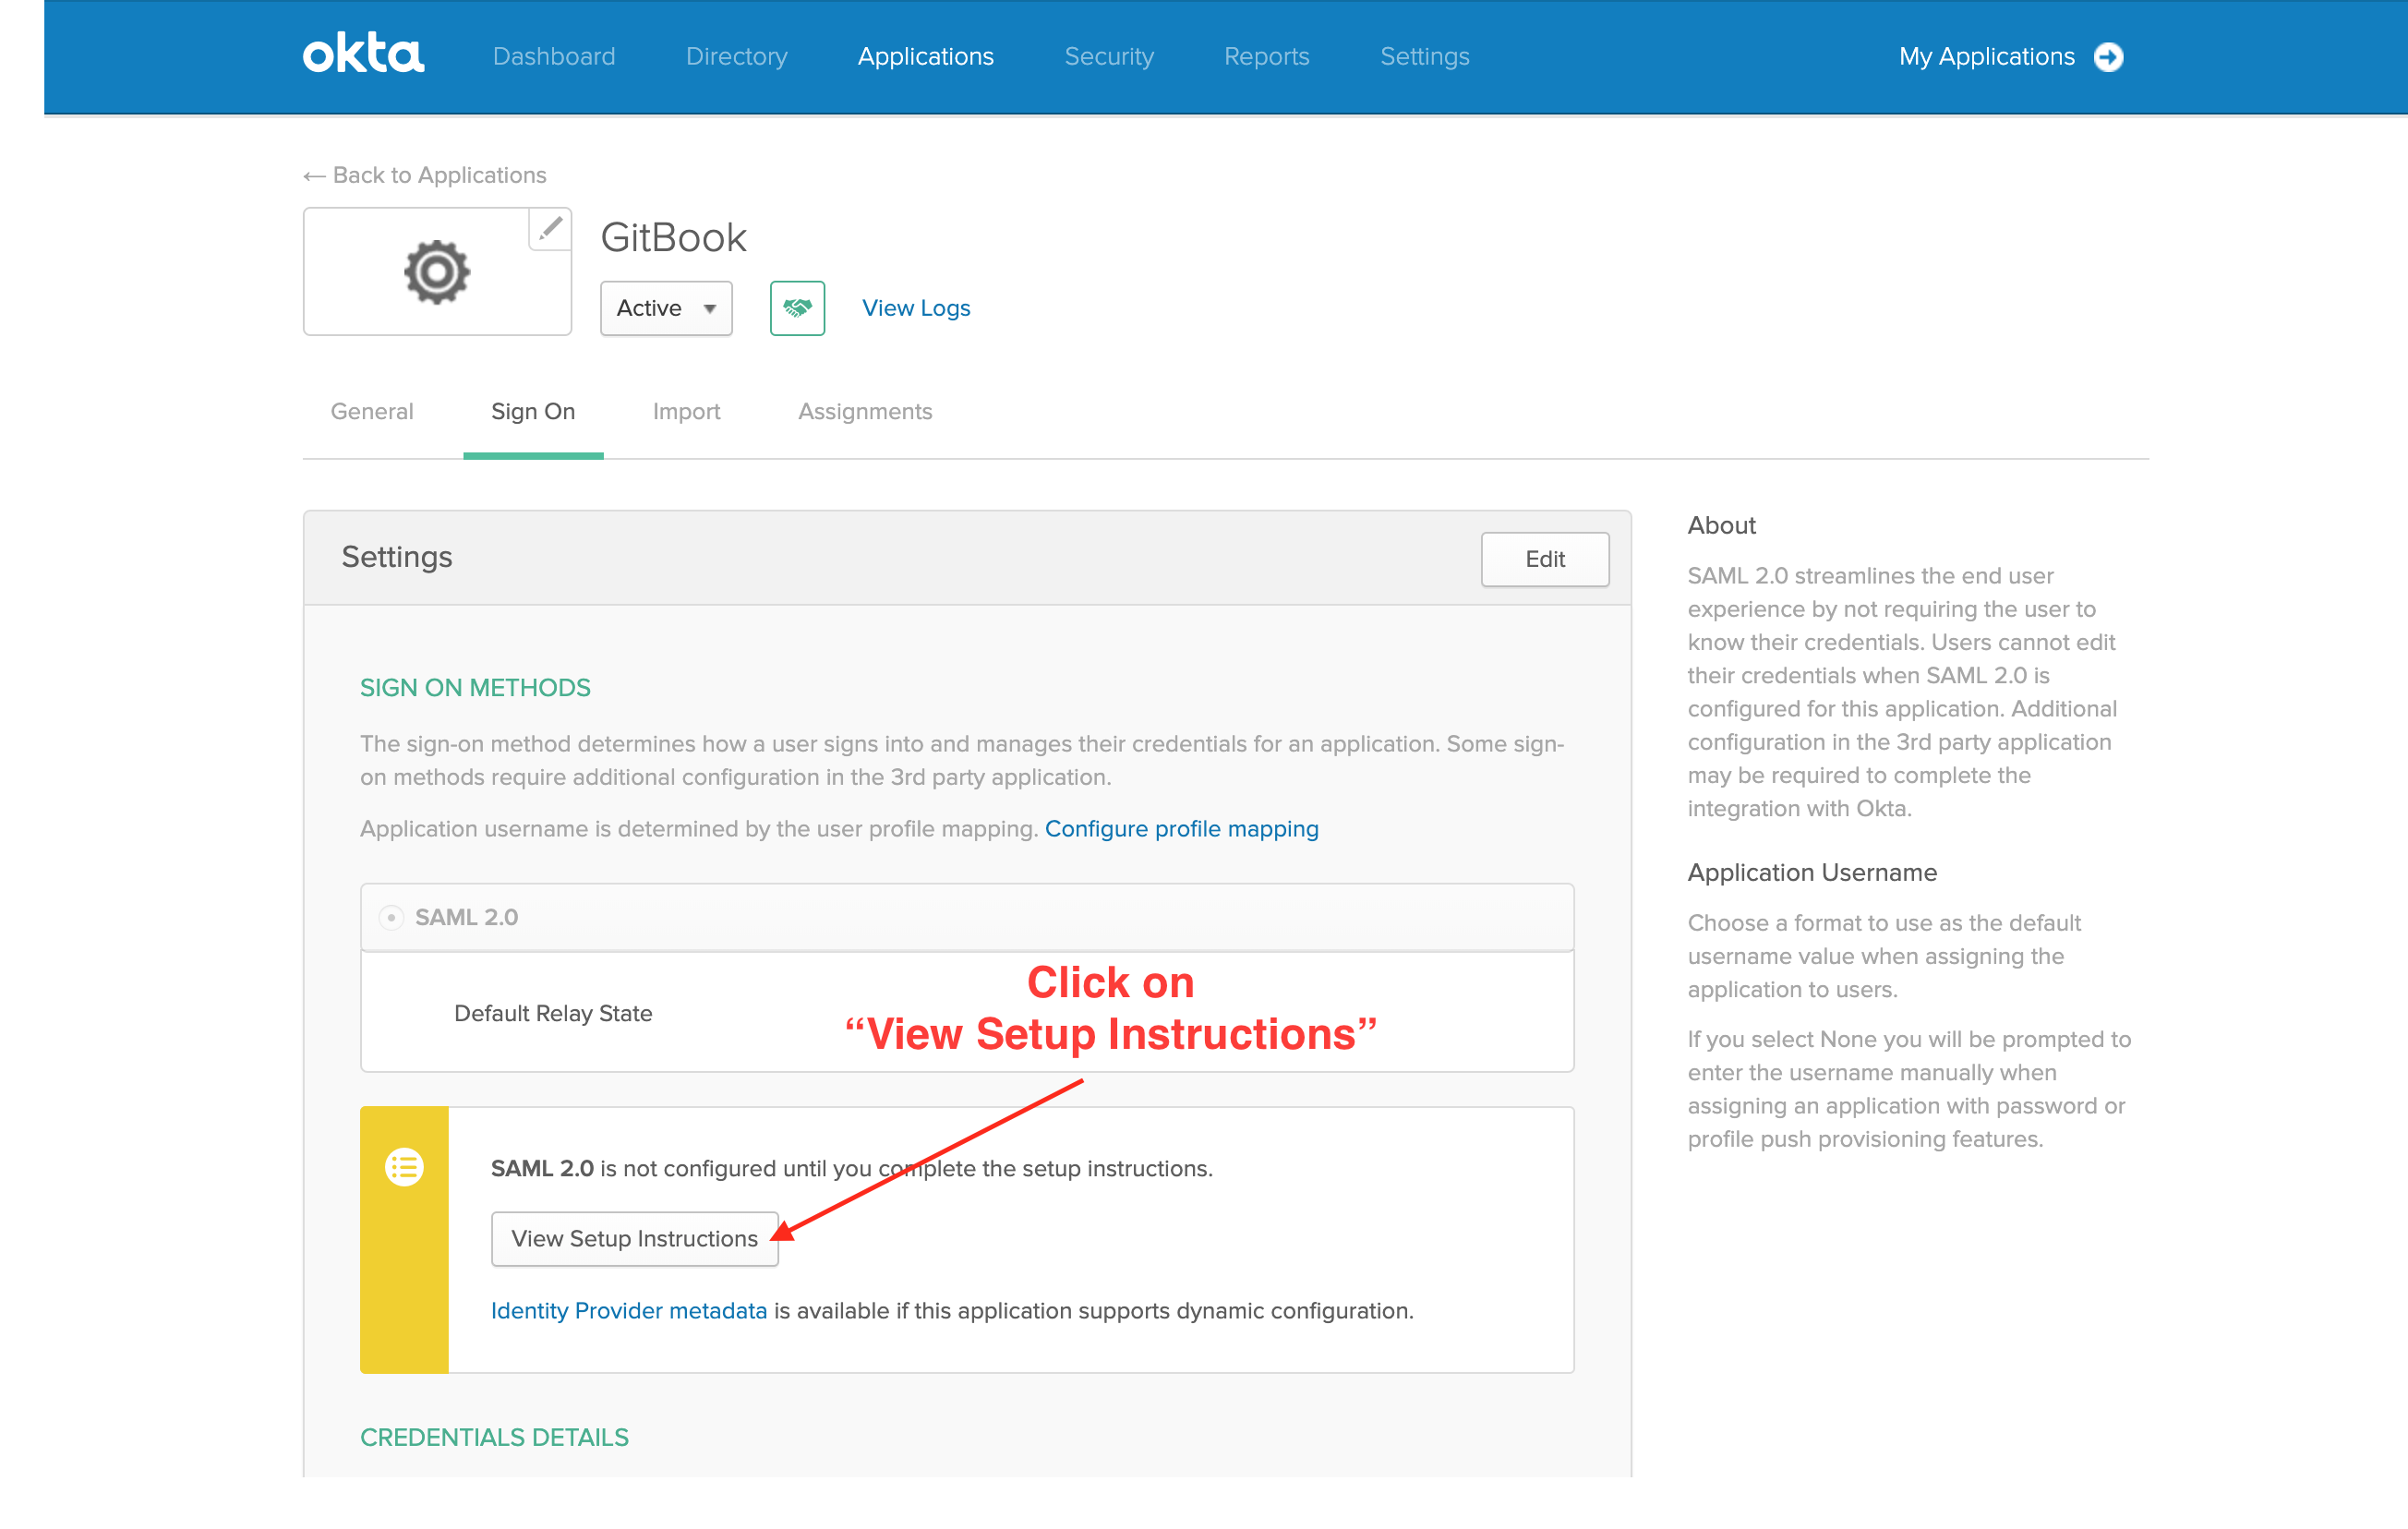 okta
Dashboard
Directory
Applications
Security
Reports
Settings
My Applications
← Back to Applications
GitBook
Active
View Logs
General
Sign On
Import
Assignments
Settings
Edit
SIGN ON METHODS
The sign-on method determines how a user signs into and manages their credentials for an application. Some sign-
on methods require additional configuration in the 3rd party application.
Application username is determined by the user profile mapping. Configure profile mapping
SAML 2.0
Default Relay State
Click on
“View Setup Instructions”
SAML 2.0 is not configured until you complete the setup instructions.
View Setup Instructions
Identity Provider metadata is available if this application supports dynamic configuration.
CREDENTIALS DETAILS
About
SAML 2.0 streamlines the end user
experience by not requiring the user to
know their credentials. Users cannot edit
their credentials when SAML 2.0 is
configured for this application. Additional
configuration in the 3rd party application
may be required to complete the
integration with Okta.
Application Username
Choose a format to use as the default
username value when assigning the
application to users.
If you select None you will be prompted to
enter the username manually when
assigning an application with password or
profile push provisioning features.